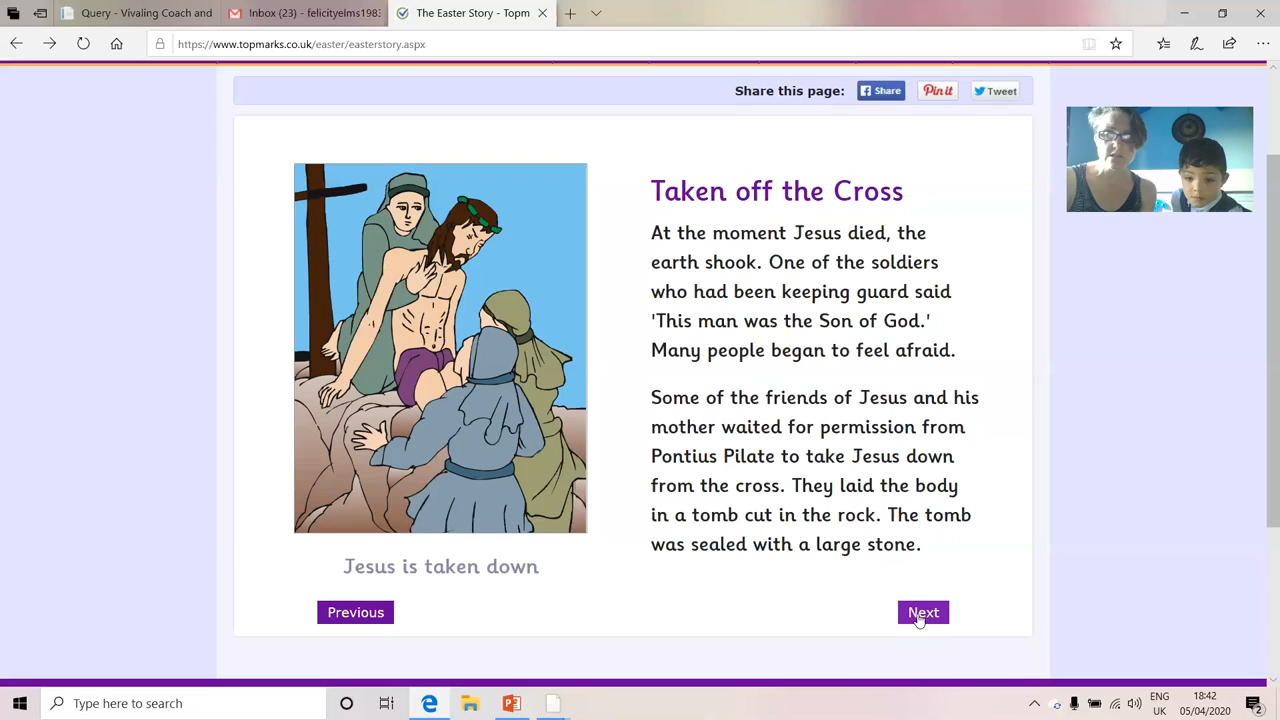 Query - Vivaling Coach and
Inbox (23) - felicityelms1983
The Easter Story - Topm
https://www.topmarks.co.uk/easter/easterstory.aspx
Share this page:
Share
Pin it
Tweet
Taken off the Cross
At the moment Jesus died, the
earth shook. One of the soldiers
who had been keeping guard said
'This man was the Son of God.'
Many people began to feel afraid.
Some of the friends of Jesus and his
mother waited for permission from
Pontius Pilate to take Jesus down
from the cross. They laid the body
in a tomb cut in the rock. The tomb
was sealed with a large stone.
Jesus is taken down
Previous
Next
Type here to search
ENG
UK
18:42
05/04/2020
2